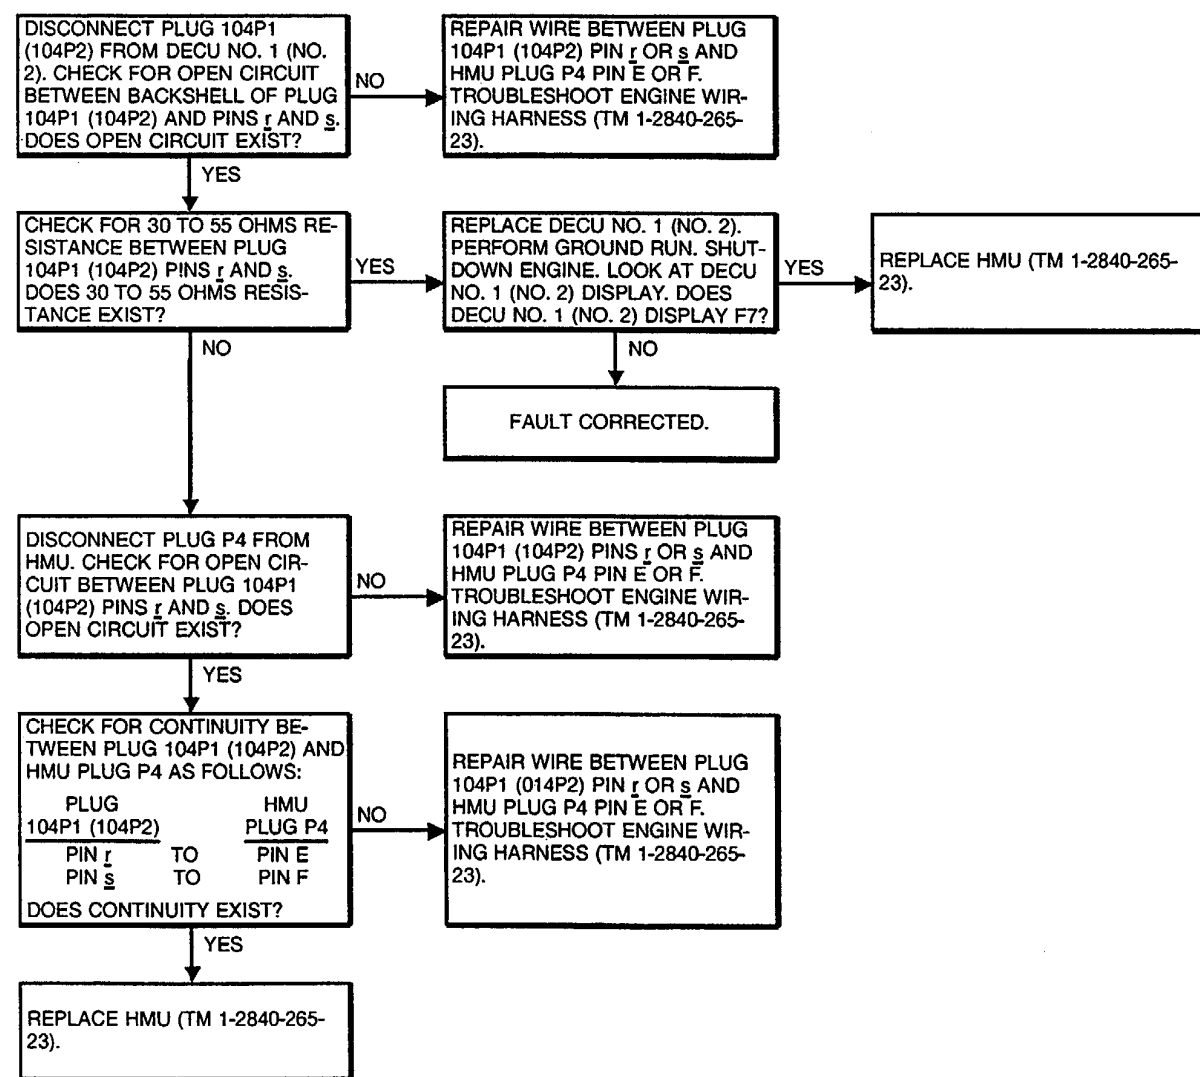 DISCONNECT PLUG 104P1
(104P2) FROM DECU NO. 1 (NO.
2). CHECK FOR OPEN CIRCUIT
BETWEEN BACKSHELL OF PLUG
104P1 (104P2) AND PINS r AND s.
DOES OPEN CIRCUIT EXIST?
NO
REPAIR WIRE BETWEEN PLUG
104P1 (104P2) PIN r OR s AND
HMU PLUG P4 PIN E OR F.
TROUBLESHOOT ENGINE WIR-
ING HARNESS (TM 1-2840-265-
23).
YES
CHECK FOR 30 TO 55 OHMS RE-
SISTANCE BETWEEN PLUG
104P1 (104P2) PINS r AND s.
DOES 30 TO 55 OHMS RESIS-
TANCE EXIST?
YES
REPLACE DECU NO. 1 (NO. 2).
PERFORM GROUND RUN. SHUT-
DOWN ENGINE. LOOK AT DECU
NO. 1 (NO. 2) DISPLAY. DOES
DECU NO. 1 (NO. 2) DISPLAY F7?
YES
REPLACE HMU (TM 1-2840-265-
23).
NO
NO
FAULT CORRECTED.
DISCONNECT PLUG P4 FROM
HMU. CHECK FOR OPEN CIR-
CUIT BETWEEN PLUG 104P1
(104P2) PINS r AND s. DOES
OPEN CIRCUIT EXIST?
NO
REPAIR WIRE BETWEEN PLUG
104P1 (104P2) PINS r OR s AND
HMU PLUG P4 PIN E OR F.
TROUBLESHOOT ENGINE WIR-
ING HARNESS (TM 1-2840-265-
23).
YES
CHECK FOR CONTINUITY BE-
TWEEN PLUG 104P1 (104P2) AND
HMU PLUG P4 AS FOLLOWS:
PLUG HMU
104P1 (104P2) PLUG P4
PIN r TO PIN E
PIN s TO PIN F
DOES CONTINUITY EXIST?
NO
REPAIR WIRE BETWEEN PLUG
104P1 (014P2) PIN r OR s AND
HMU PLUG P4 PIN E OR F.
TROUBLESHOOT ENGINE WIR-
ING HARNESS (TM 1-2840-265-
23).
YES
REPLACE HMU (TM 1-2840-265-
23).